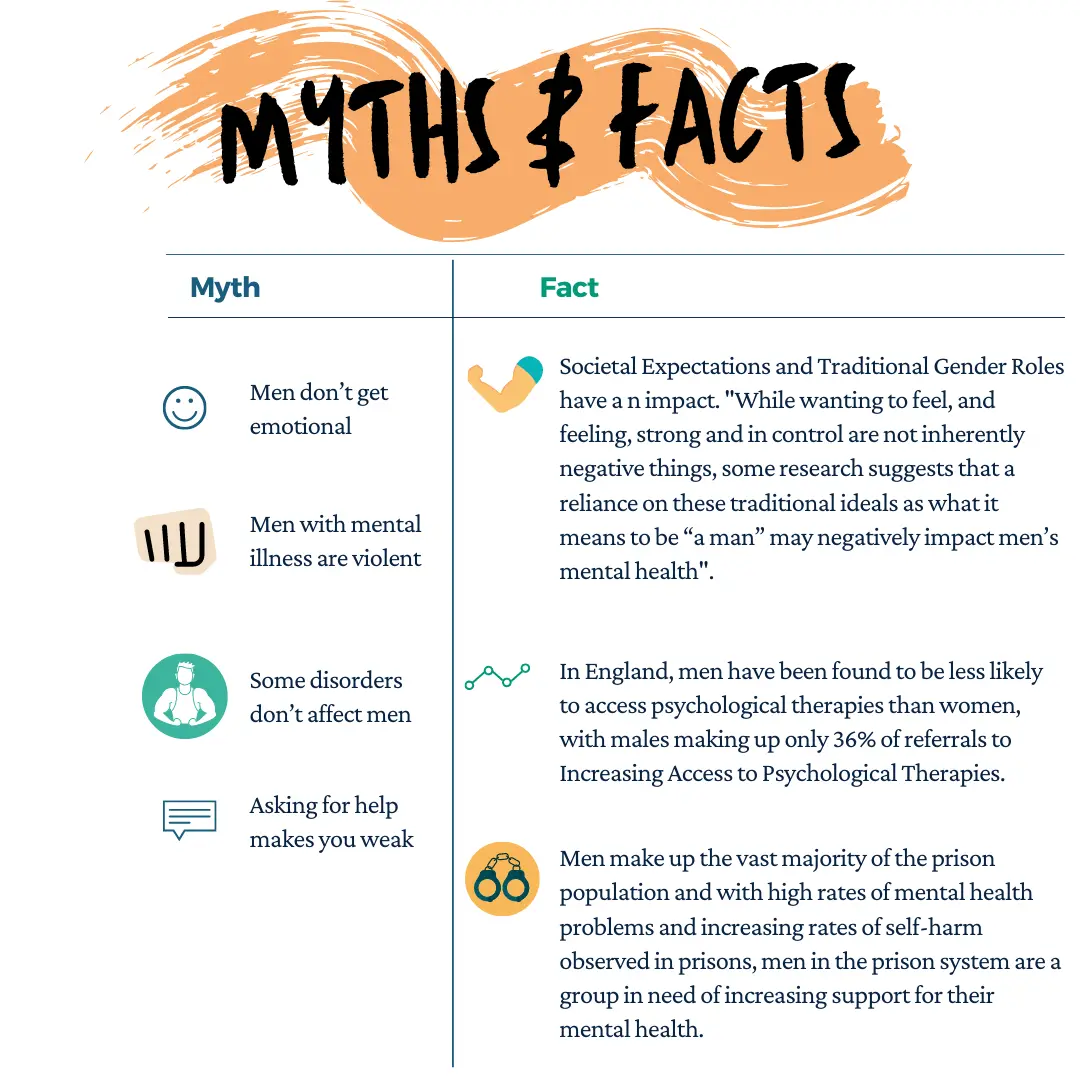 MYTHS & FACTS
Myth
Fact
Men don’t get
emotional
Men with mental
illness are violent
Some disorders
don’t affect men
Asking for help
makes you weak
Societal Expectations and Traditional Gender Roles
have a n impact. "While wanting to feel, and
feeling, strong and in control are not inherently
negative things, some research suggests that a
reliance on these traditional ideals as what it
means to be “a man” may negatively impact men’s
mental health".
In England, men have been found to be less likely
to access psychological therapies than women,
with males making up only 36% of referrals to
Increasing Access to Psychological Therapies.
Men make up the vast majority of the prison
population and with high rates of mental health
problems and increasing rates of self-harm
observed in prisons, men in the prison system are a
group in need of increasing support for their
mental health.